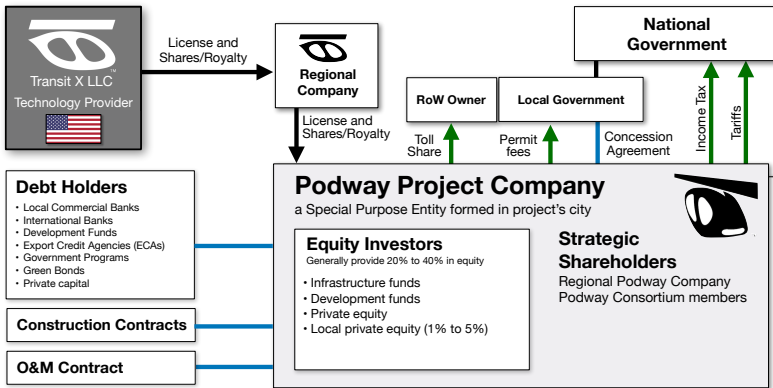 ™
Transit X LLC
Technology Provider
License and
Shares/Royalty
Regional
Company
License and
Shares/Royalty
National
Government
RoW Owner
Local Government
Toll
Share
Permit
fees
Concession
Agreement
Income Tax
Tariffs
Debt Holders
• Local Commercial Banks
• International Banks
• Development Funds
• Export Credit Agencies (ECAs)
• Government Programs
• Green Bonds
• Private capital
Construction Contracts
O&M Contract
Podway Project Company
a Special Purpose Entity formed in project's city
Equity Investors
Generally provide 20% to 40% in equity
• Infrastructure funds
• Development funds
• Private equity
• Local private equity (1% to 5%)
Strategic
Shareholders
Regional Podway Company
Podway Consortium members